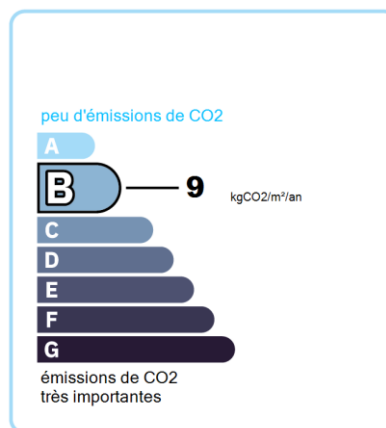 peu d'émissions de CO2
A
B 9 kgCO2/m²/an
C
D
E
F
G
émissions de CO2
très importantes